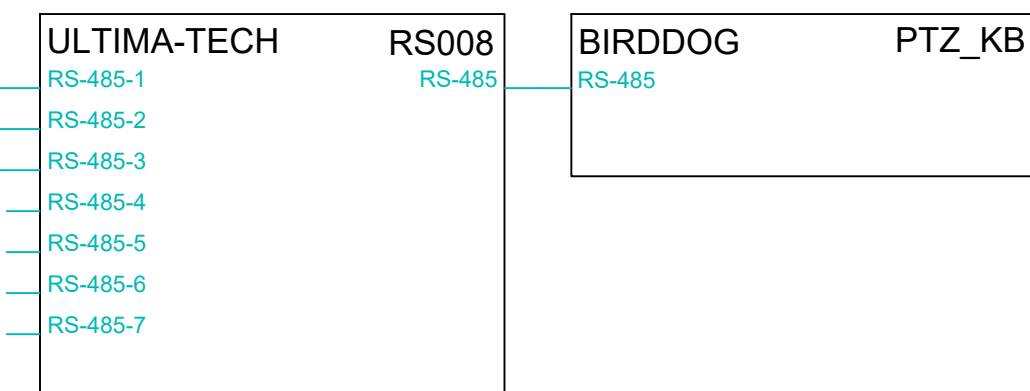 ULTIMA-TECH RS008
RS-485-1 RS-485
RS-485-2
RS-485-3
RS-485-4
RS-485-5
RS-485-6
RS-485-7
BIRDDOG PTZ_KB
RS-485